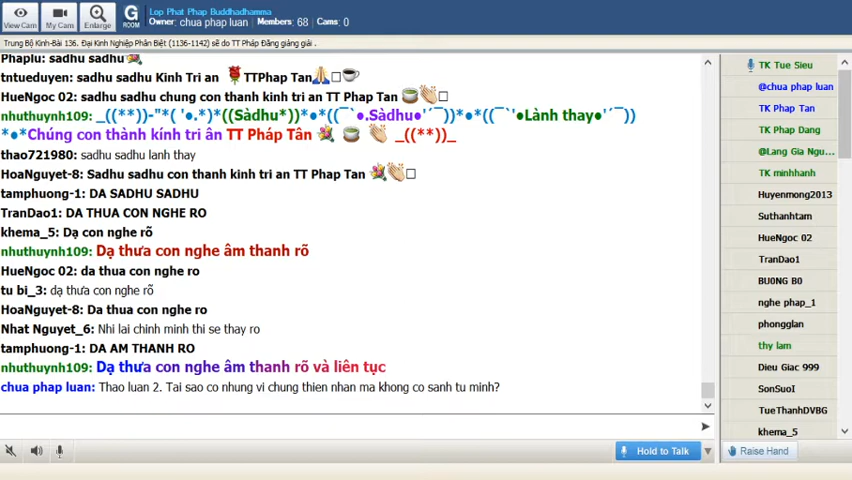 Lop Phat Phap Buddhadhamma
Owner: chua phap luan , Members: 68 , Cams: 0
View Cam
My Cam
Enlarge
G
ROOM
Trung Bộ Kinh-Bài 136. Đại Kinh Nghiệp Phân Biệt (1136-1142) sẽ do TT Pháp Đăng giảng giải .
Phaplu: sadhu sadhu
tntueduyen: sadhu sadhu Kinh Tri an TTPhap Tan
HueNgoc 02: sadhu sadhu chung con thanh kinh tri an TT Phap Tan
nhuthuynh109: _((**))-"*( '●.*)*((Sàdhu*))*●*((¯`●.Sàdhu●'´¯))*●*((¯`'●Lành thay●'´¯))
*●*Chúng con thành kính tri ân TT Pháp Tân _((**))_
thao721980: sadhu sadhu lanh thay
HoaNguyet-8: Sadhu sadhu con thanh kinh tri an TT Phap Tan
tamphuong-1: DA SADHU SADHU
TranDao1: DA THUA CON NGHE RO
khema_5: Dạ con nghe rõ
nhuthuynh109: Dạ thưa con nghe âm thanh rõ
HueNgoc 02: da thua con nghe ro
tu bi_3: dạ thưa con nghe rõ
HoaNguyet-8: Da thua con nghe ro
Nhat Nguyet_6: Nhi lai chinh minh thi se thay ro
tamphuong-1: DA AM THANH RO
nhuthuynh109: Dạ thưa con nghe âm thanh rõ và liên tục
chua phap luan: Thao luan 2. Tai sao co nhung vi chung thien nhan ma khong co sanh tu minh?
Hold to Talk
TK Tue Sieu
@chua phap luan
TK Phap Tan
TK Phap Dang
@Lang Gia Ngu...
TK minhhanh
Huyenmong2013
Suthanhtam
HueNgoc 02
TranDao1
BU0NG B0
nghe phap_1
phongglan
thy lam
Dieu Giac 999
SonSuoI
TueThanhDVBG
khema_5
Raise Hand